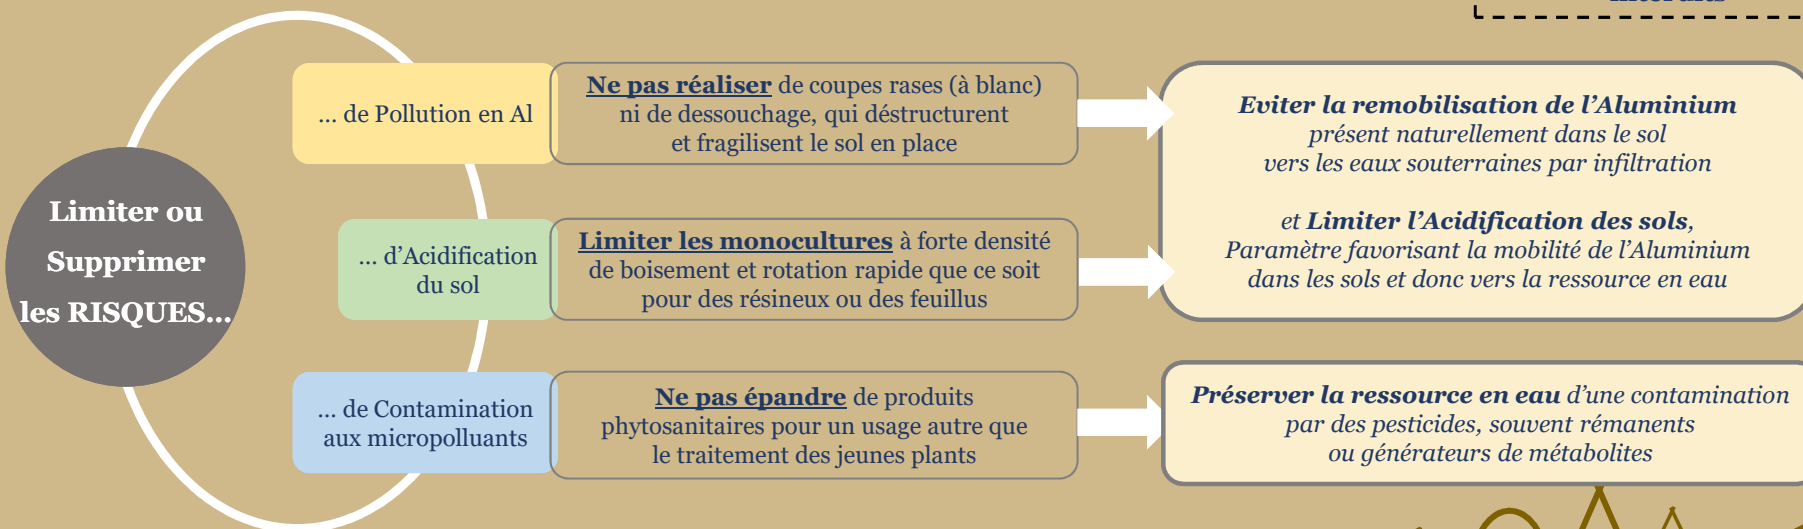 Limiter ou
Supprimer
les RISQUES...
... de Pollution en Al
Ne pas réaliser de coupes rases (à blanc)
ni de dessouchage, qui déstructurent
et fragilisent le sol en place
Eviter la remobilisation de l'Aluminium
présent naturellement dans le sol
vers les eaux souterraines par infiltration
et Limiter l'Acidification des sols,
Paramètre favorisant la mobilité de l'Aluminium
dans les sols et donc vers la ressource en eau
... d'Acidification
du sol
Limiter les monocultures à forte densité
de boisement et rotation rapide que ce soit
pour des résineux ou des feuillus
... de Contamination
aux micropolluants
Ne pas épandre de produits
phytosanitaires pour un usage autre que
le traitement des jeunes plants
Préserver la ressource en eau d'une contamination
par des pesticides, souvent rémanents
ou générateurs de métabolites